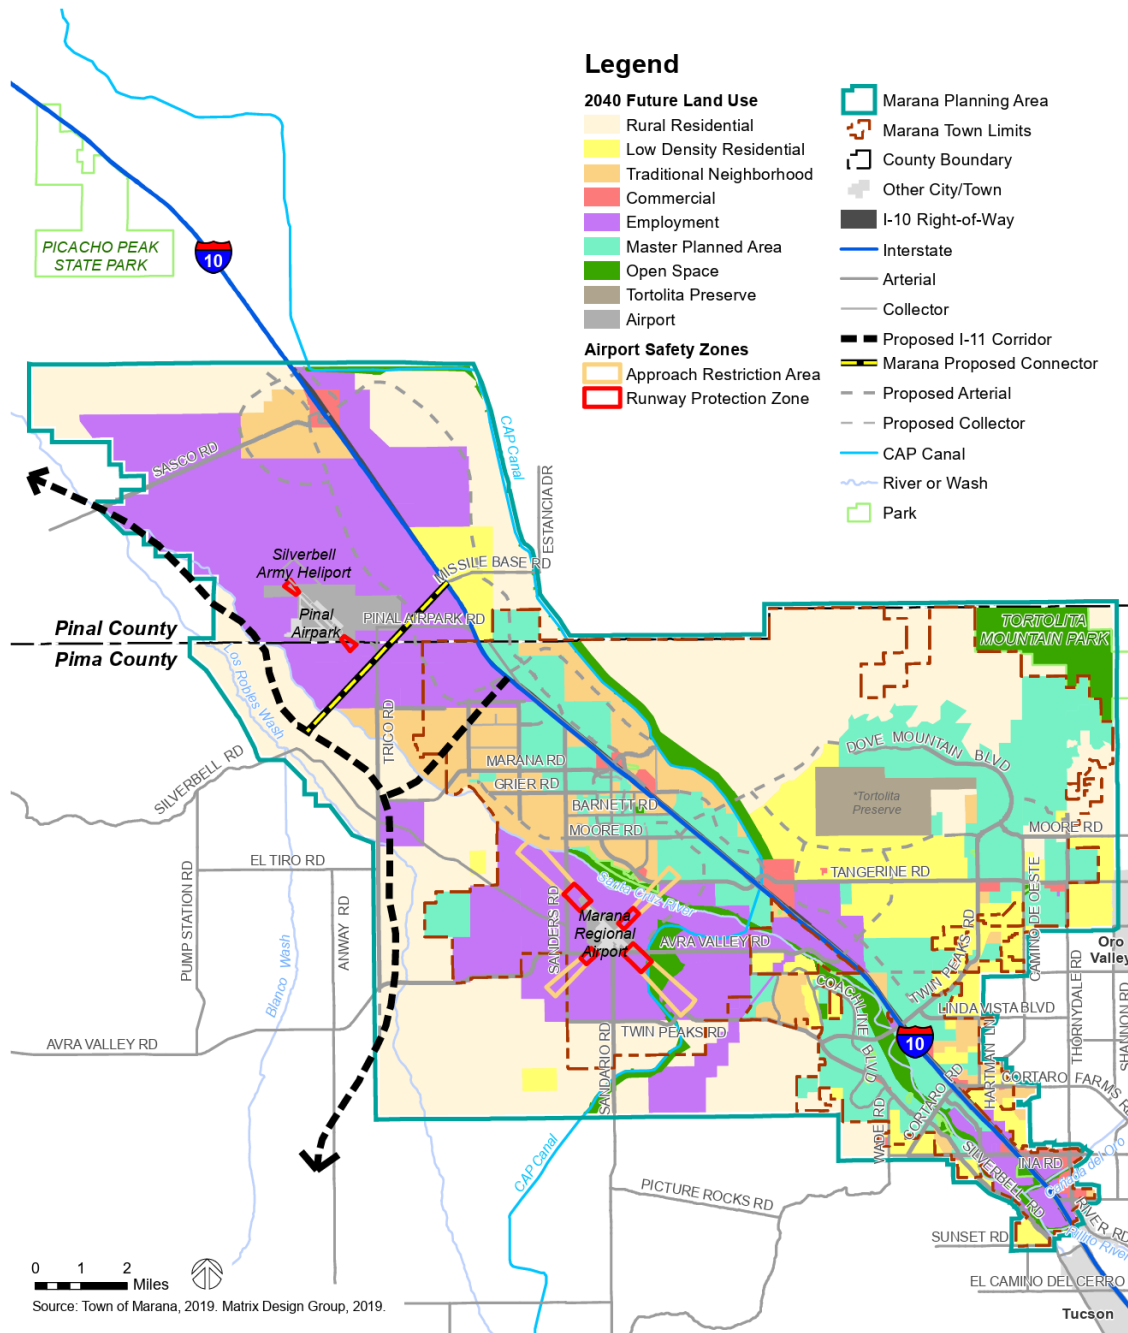 Legend
2040 Future Land Use
Rural Residential
Low Density Residential
Traditional Neighborhood
Commercial
Employment
Master Planned Area
Open Space
Tortolita Preserve
Airport
Airport Safety Zones
Approach Restriction Area
Runway Protection Zone
Marana Planning Area
Marana Town Limits
County Boundary
Other City/Town
I-10 Right-of-Way
Interstate
Arterial
Collector
Proposed I-11 Corridor
Marana Proposed Connector
Proposed Arterial
Proposed Collector
CAP Canal
River or Wash
Park
PICACHO PEAK
STATE PARK
10
CAP Canal
SASCO RD
ESTANCIA DR
Silverbell
Army Heliport
MISSILE BASE RD
Pinal
Airpark
PINAL AIRPARK RD
Pinal County
Pima County
TORTOLITA
MOUNTAIN PARK
Los Robles Wash
TRICO RD
SILVERBELL RD
MARANA RD
GRIER RD
BARNETT RD
MOORE RD
DOVE MOUNTAIN BLVD
*Tortolita
Preserve
MOORE RD
EL TIRO RD
TANGERINE RD
PUMP STATION RD
ANWAY RD
SANDERS RD
Santa Cruz River
Marana
Regional
Airport
AVRA VALLEY RD
CAMINO DE OESTE
TWIN PEAKS RD
Oro
Valley
Blanco Wash
COACHLINE BLVD
LINDA VISTA BLVD
THORNYDALE RD
SHANNON RD
TWIN PEAKS RD
10
HARTMAN LN
AVRA VALLEY RD
SANDARIO RD
CORTARO FARMS RD
CORTARO RD
WADE RD
CAP Canal
SILVERBELL RD
INA RD
Cañada del Oro
PICTURE ROCKS RD
RIVER RD
SUNSET RD
Rillito River
EL CAMINO DEL CERRO
Tucson
0 1 2
Miles
Source: Town of Marana, 2019. Matrix Design Group, 2019.